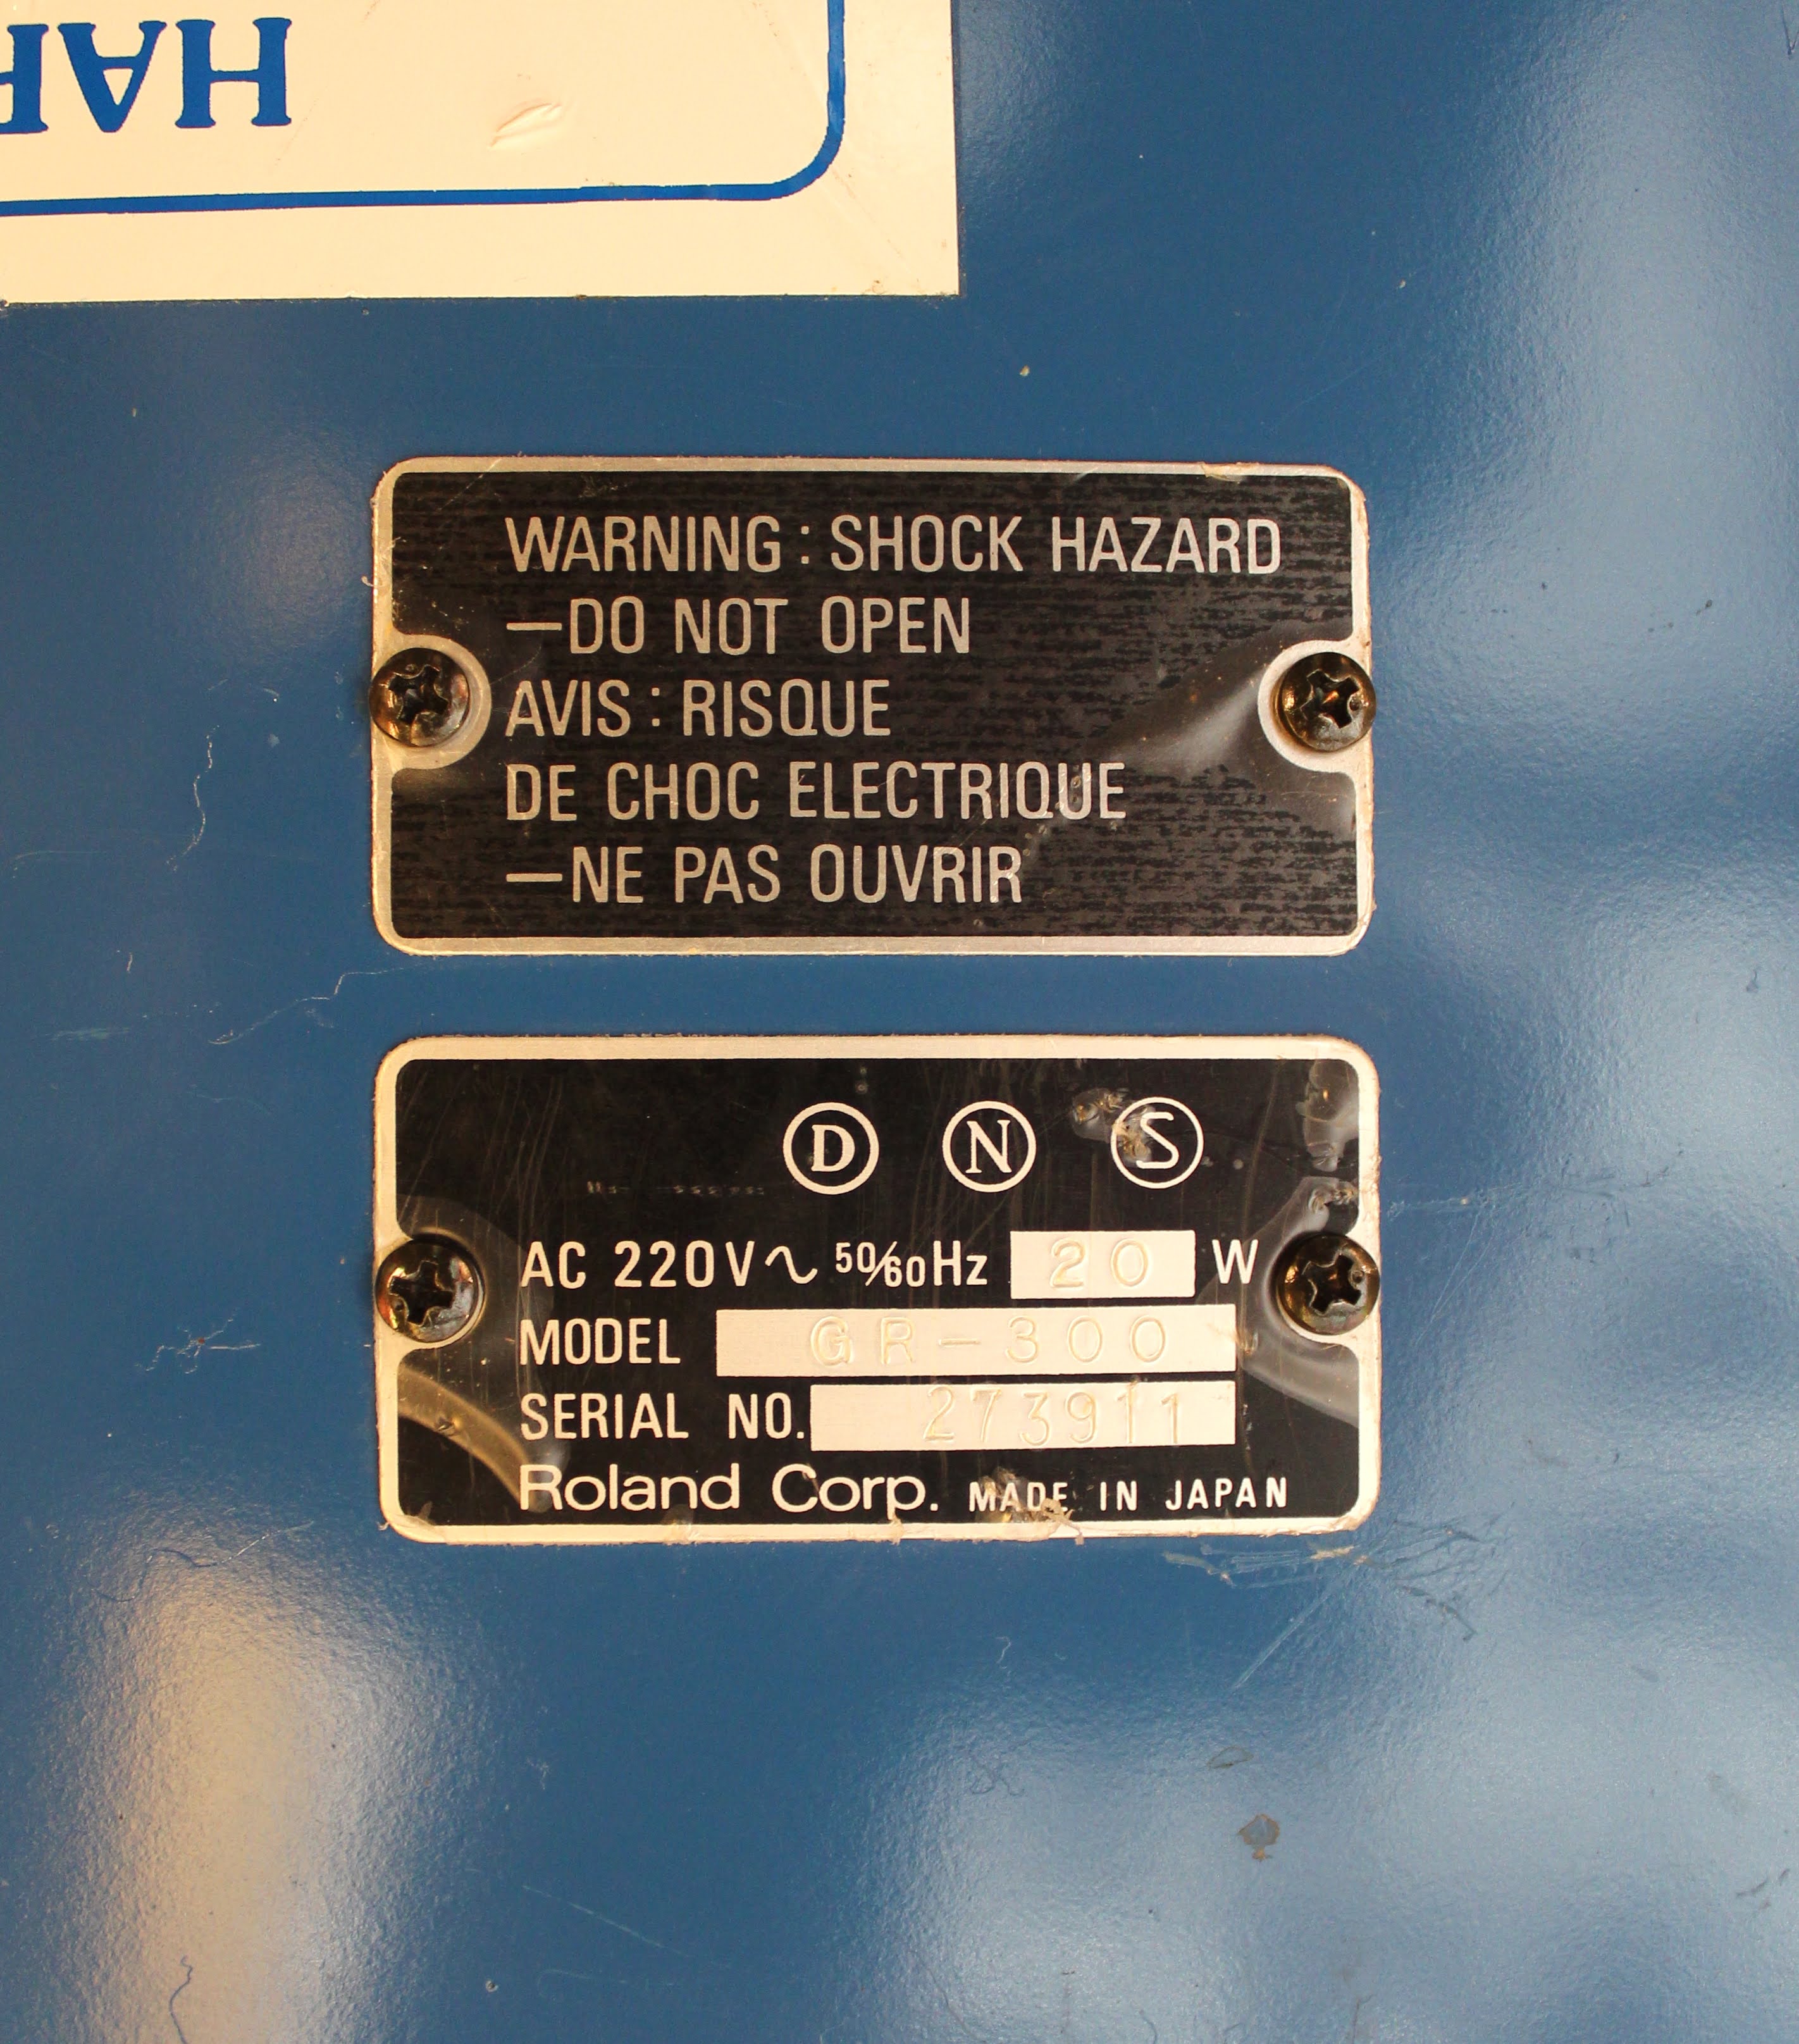 HA
WARNING : SHOCK HAZARD
—DO NOT OPEN
AVIS : RISQUE
DE CHOC ELECTRIQUE
—NE PAS OUVRIR
D N S
AC 220V~ 50/60Hz 20 W
MODEL GR-300
SERIAL NO. 273911
Roland Corp. MADE IN JAPAN